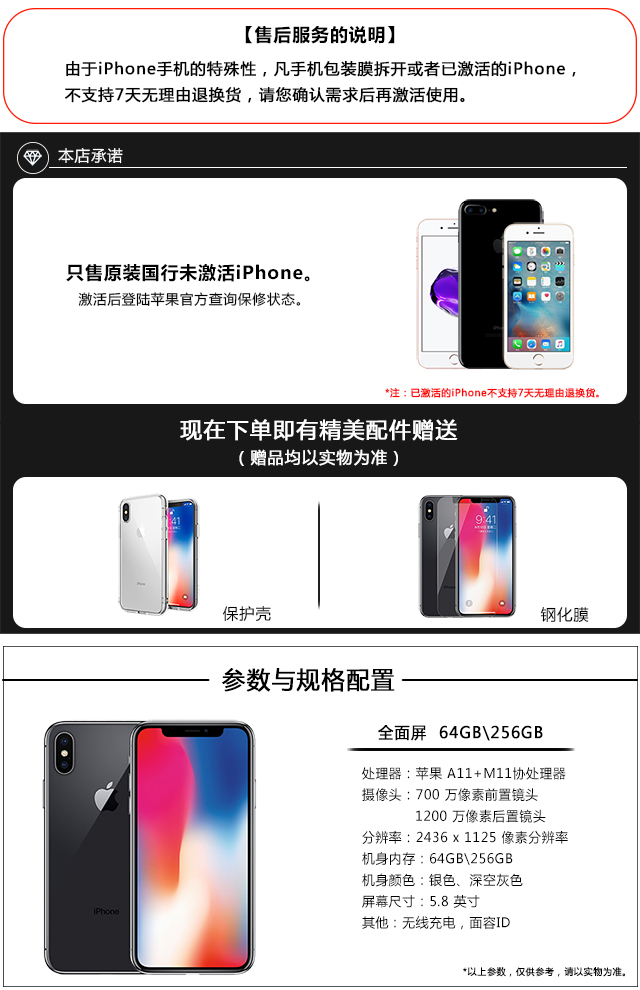 【售后服务的说明】
由于iPhone手机的特殊性，凡手机包装膜拆开或者已激活的iPhone，
不支持7天无理由退换货，请您确认需求后再激活使用。
本店承诺
只售原装国行未激活iPhone。
激活后登陆苹果官方查询保修状态。
*注：已激活的iPhone不支持7天无理由退换货。
现在下单即有精美配件赠送
（赠品均以实物为准）
9:41
保护壳
9:41
钢化膜
参数与规格配置
iPhone
全面屏 64GB\256GB
处理器：苹果 A11+M11协处理器
摄像头：700 万像素前置镜头
1200 万像素后置镜头
分辨率：2436 x 1125 像素分辨率
机身内存：64GB\256GB
机身颜色：银色、深空灰色
屏幕尺寸：5.8 英寸
其他：无线充电，面容ID
*以上参数，仅供参考，请以实物为准。